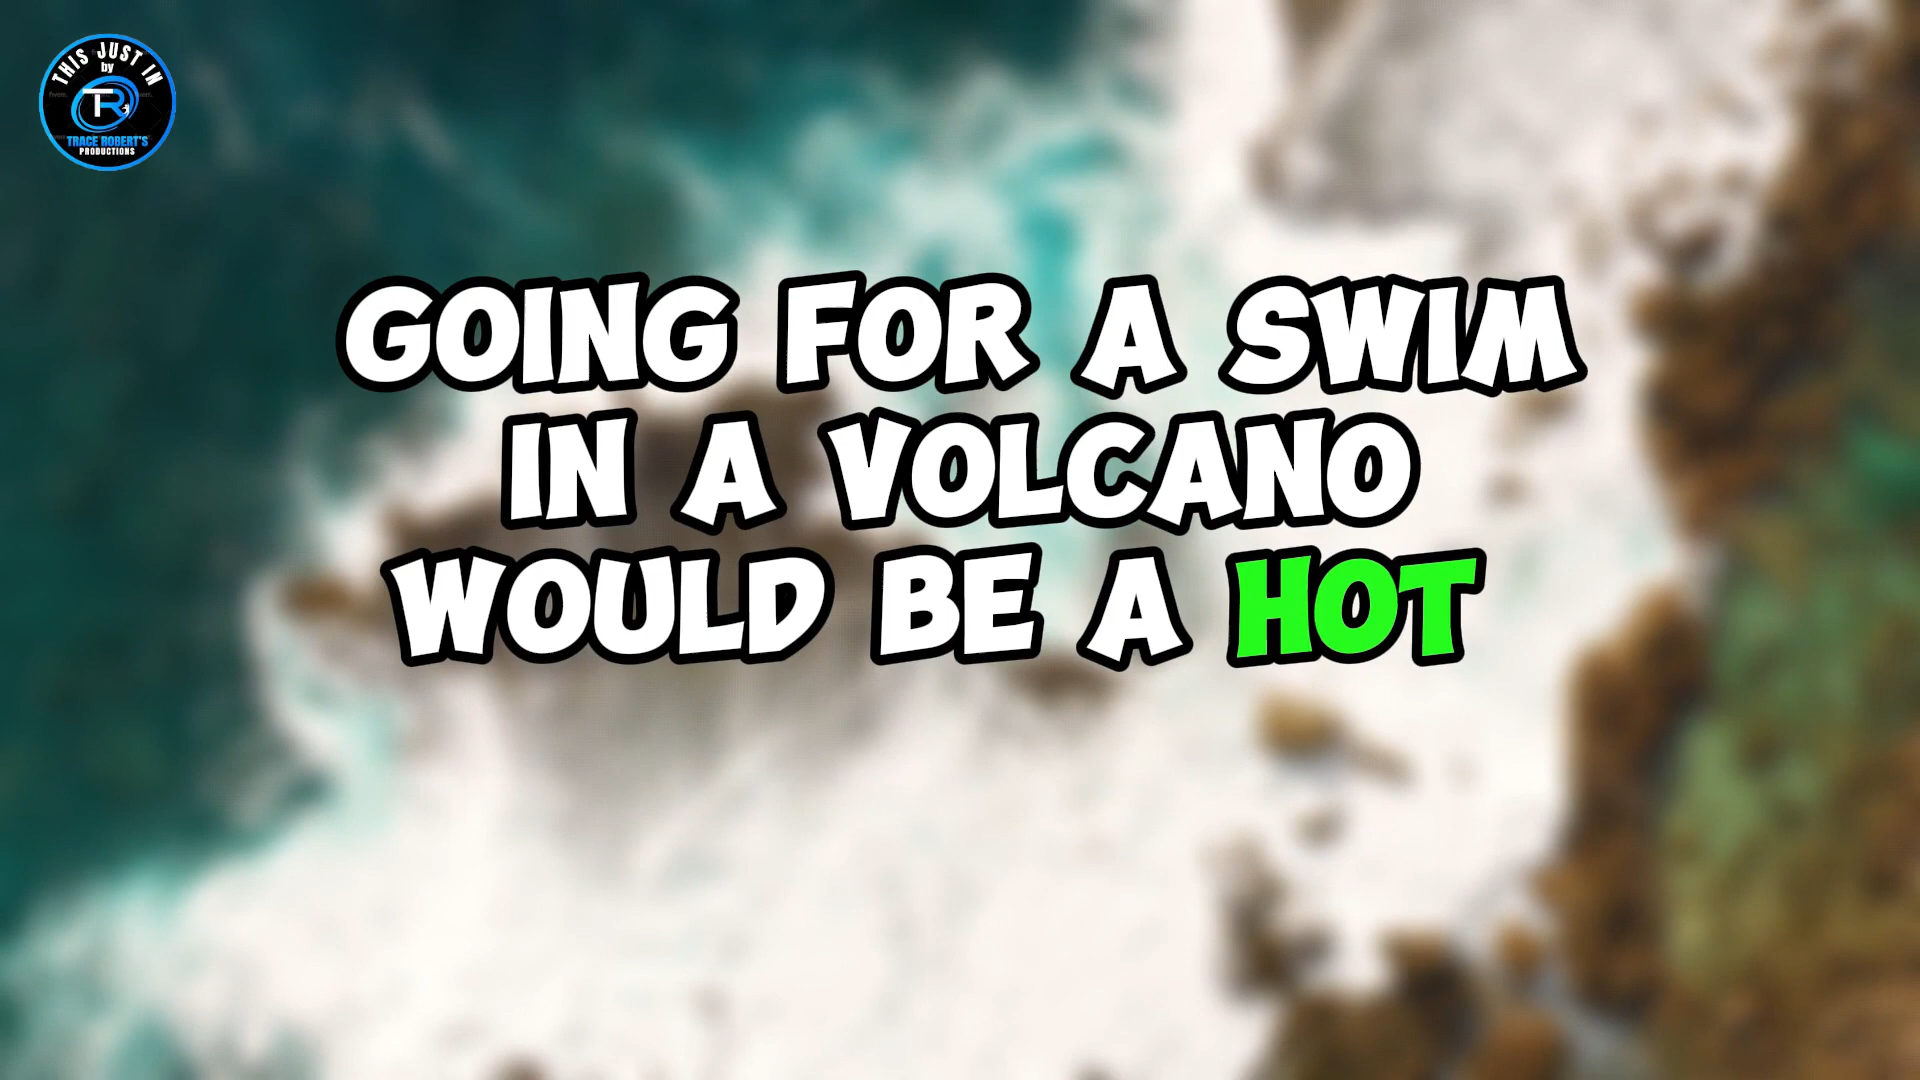 THIS JUST IN
by
TR
TRACE ROBERT'S
PRODUCTIONS
GOING FOR A SWIM
IN A VOLCANO
WOULD BE A HOT